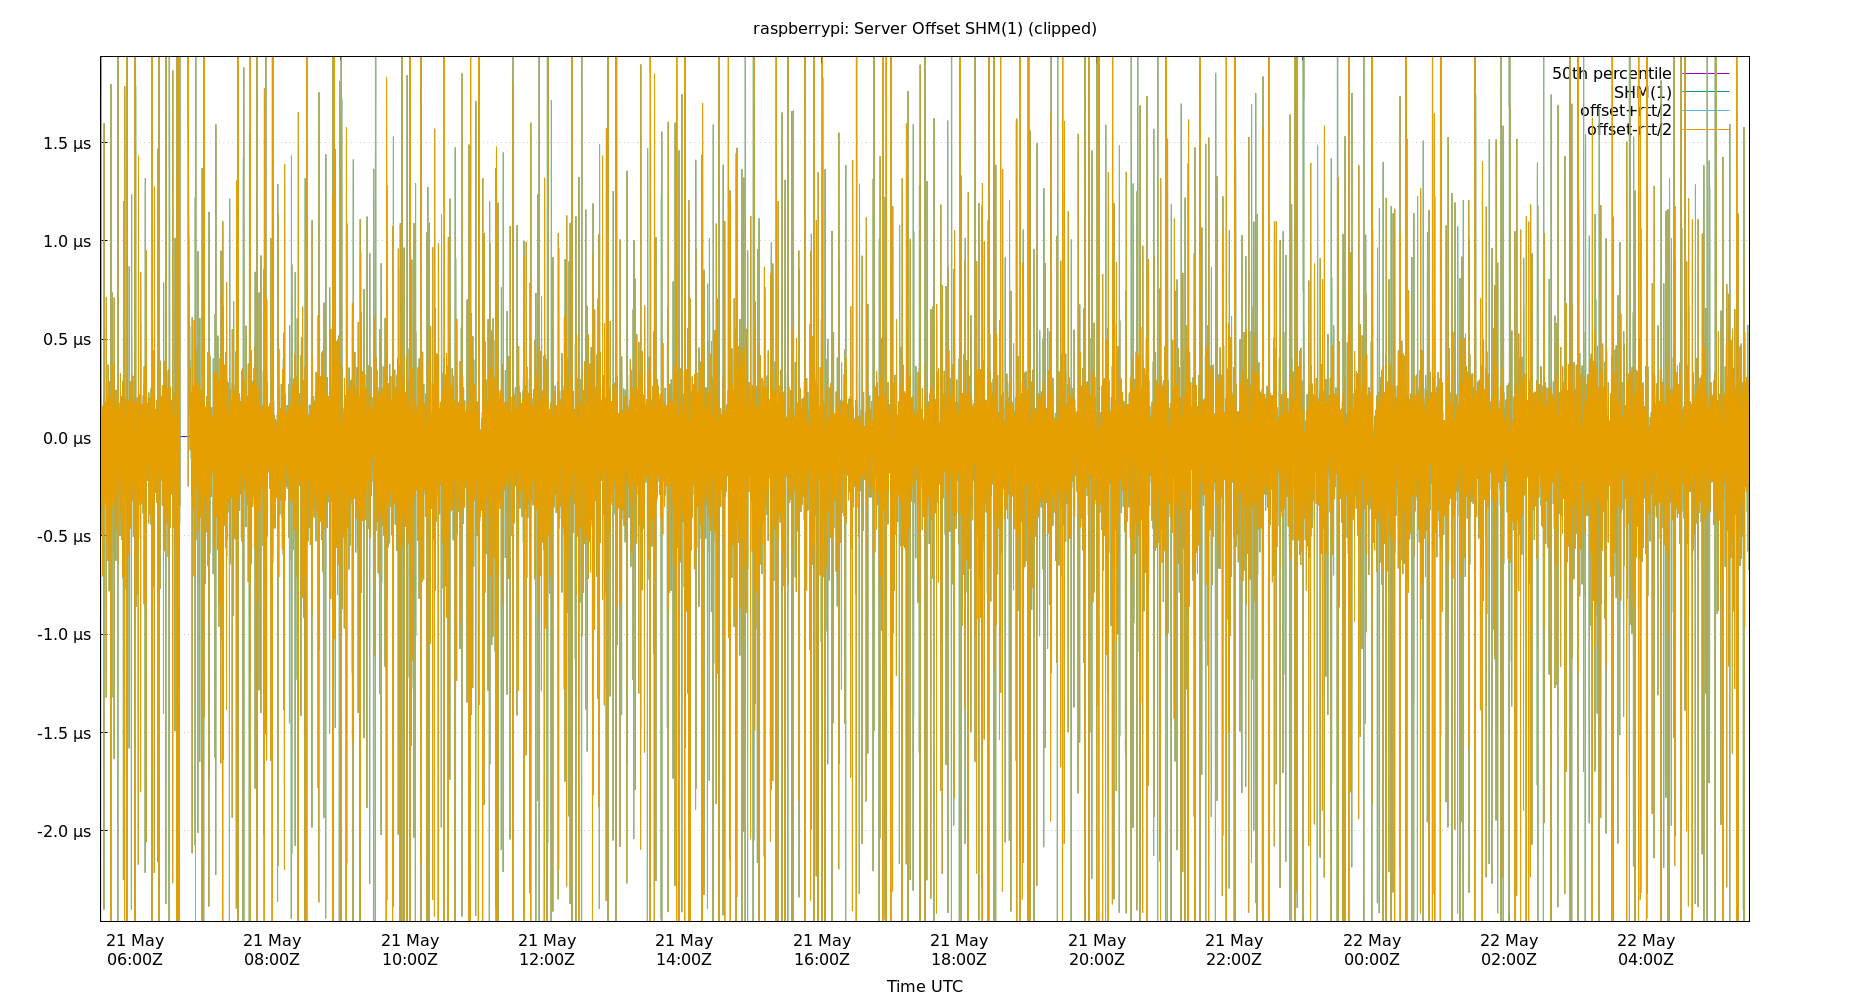 raspberrypi: Server Offset SHM(1) (clipped)
50th percentile
SHM(1)
offset+rtt/2
offset-rtt/2
1.5 µs
1.0 µs
0.5 µs
0.0 µs
-0.5 µs
-1.0 µs
-1.5 µs
-2.0 µs
21 May 21 May 21 May 21 May 21 May 21 May 21 May 21 May 21 May 22 May 22 May 22 May
06:00Z 08:00Z 10:00Z 12:00Z 14:00Z 16:00Z 18:00Z 20:00Z 22:00Z 00:00Z 02:00Z 04:00Z
Time UTC